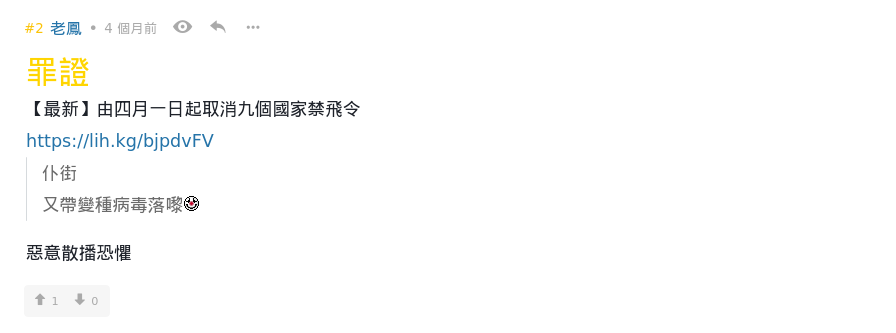 #2 老鳳 • 4 個月前
罪證
【最新】由四月一日起取消九個國家禁飛令
https://lih.kg/bjpdvFV
仆街
又帶變種病毒落嚟
惡意散播恐懼
1 0